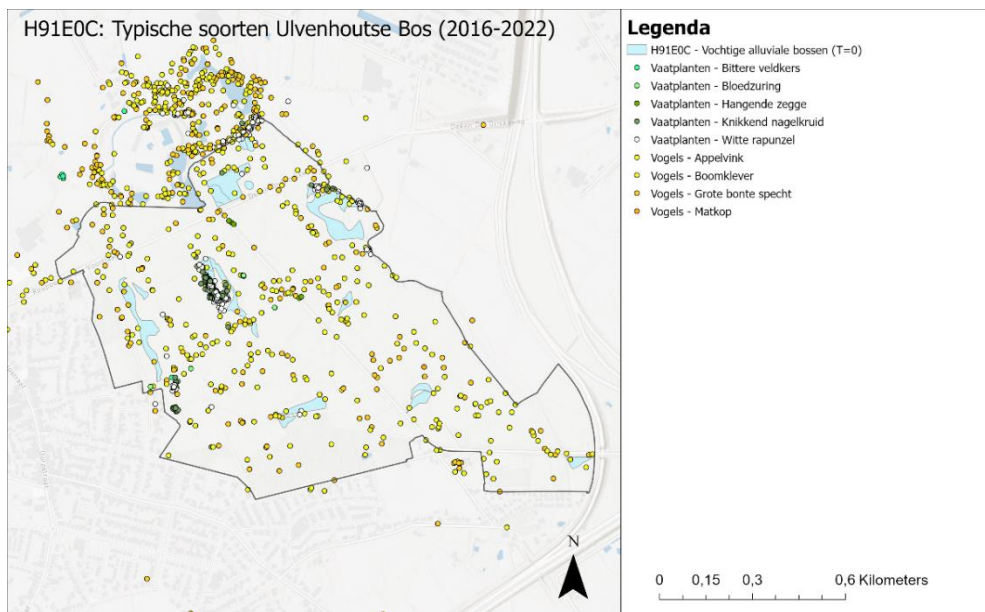 H91E0C: Typische soorten Ulvenhoutse Bos (2016-2022)
Legenda
H91E0C - Vochtige alluviale bossen (T=0)
Vaatplanten - Bittere veldkers
Vaatplanten - Bloedzuring
Vaatplanten - Hangende zegge
Vaatplanten - Knikkend nagelkruid
Vaatplanten - Witte rapunzel
Vogels - Appelvink
Vogels - Boomklever
Vogels - Grote bonte specht
Vogels - Matkop
N
0 0,15 0,3 0,6 Kilometers